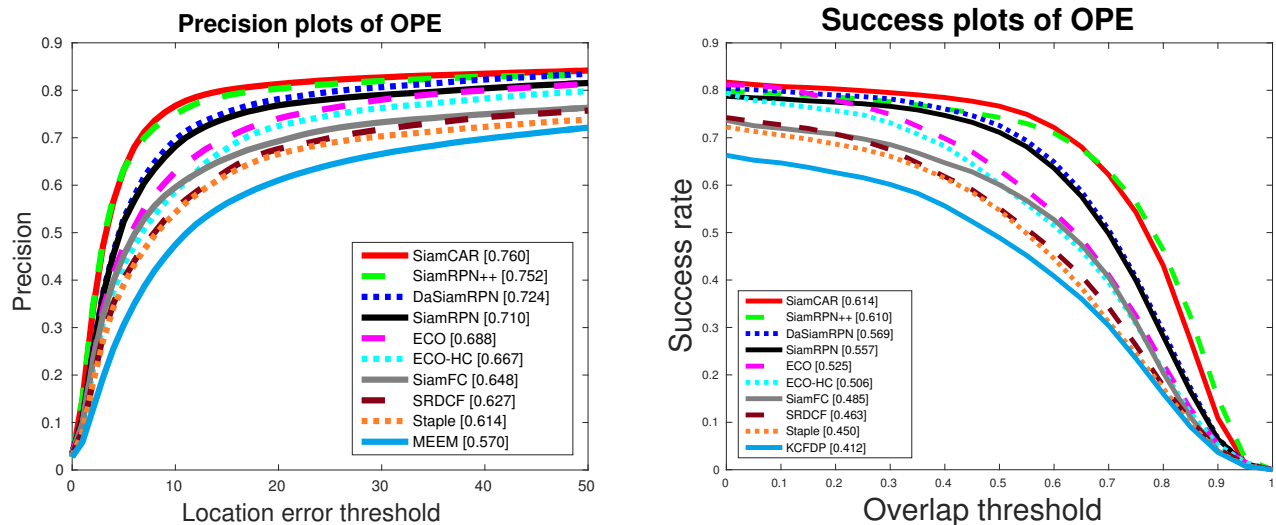 Precision plots of OPE
0.9
0.8
0.7
0.6
0.5
0.4
0.3
0.2
0.1
0
Precision
SiamCAR [0.760]
SiamRPN++ [0.752]
DaSiamRPN [0.724]
SiamRPN [0.710]
ECO [0.688]
ECO-HC [0.667]
SiamFC [0.648]
SRDCF [0.627]
Staple [0.614]
MEEM [0.570]
0 10 20 30 40 50
Location error threshold
Success plots of OPE
0.9
0.8
0.7
0.6
0.5
0.4
0.3
0.2
0.1
0
Success rate
SiamCAR [0.614]
SiamRPN++ [0.610]
DaSiamRPN [0.569]
SiamRPN [0.557]
ECO [0.525]
ECO-HC [0.506]
SiamFC [0.485]
SRDCF [0.463]
Staple [0.450]
KCFDP [0.412]
0 0.1 0.2 0.3 0.4 0.5 0.6 0.7 0.8 0.9 1
Overlap threshold